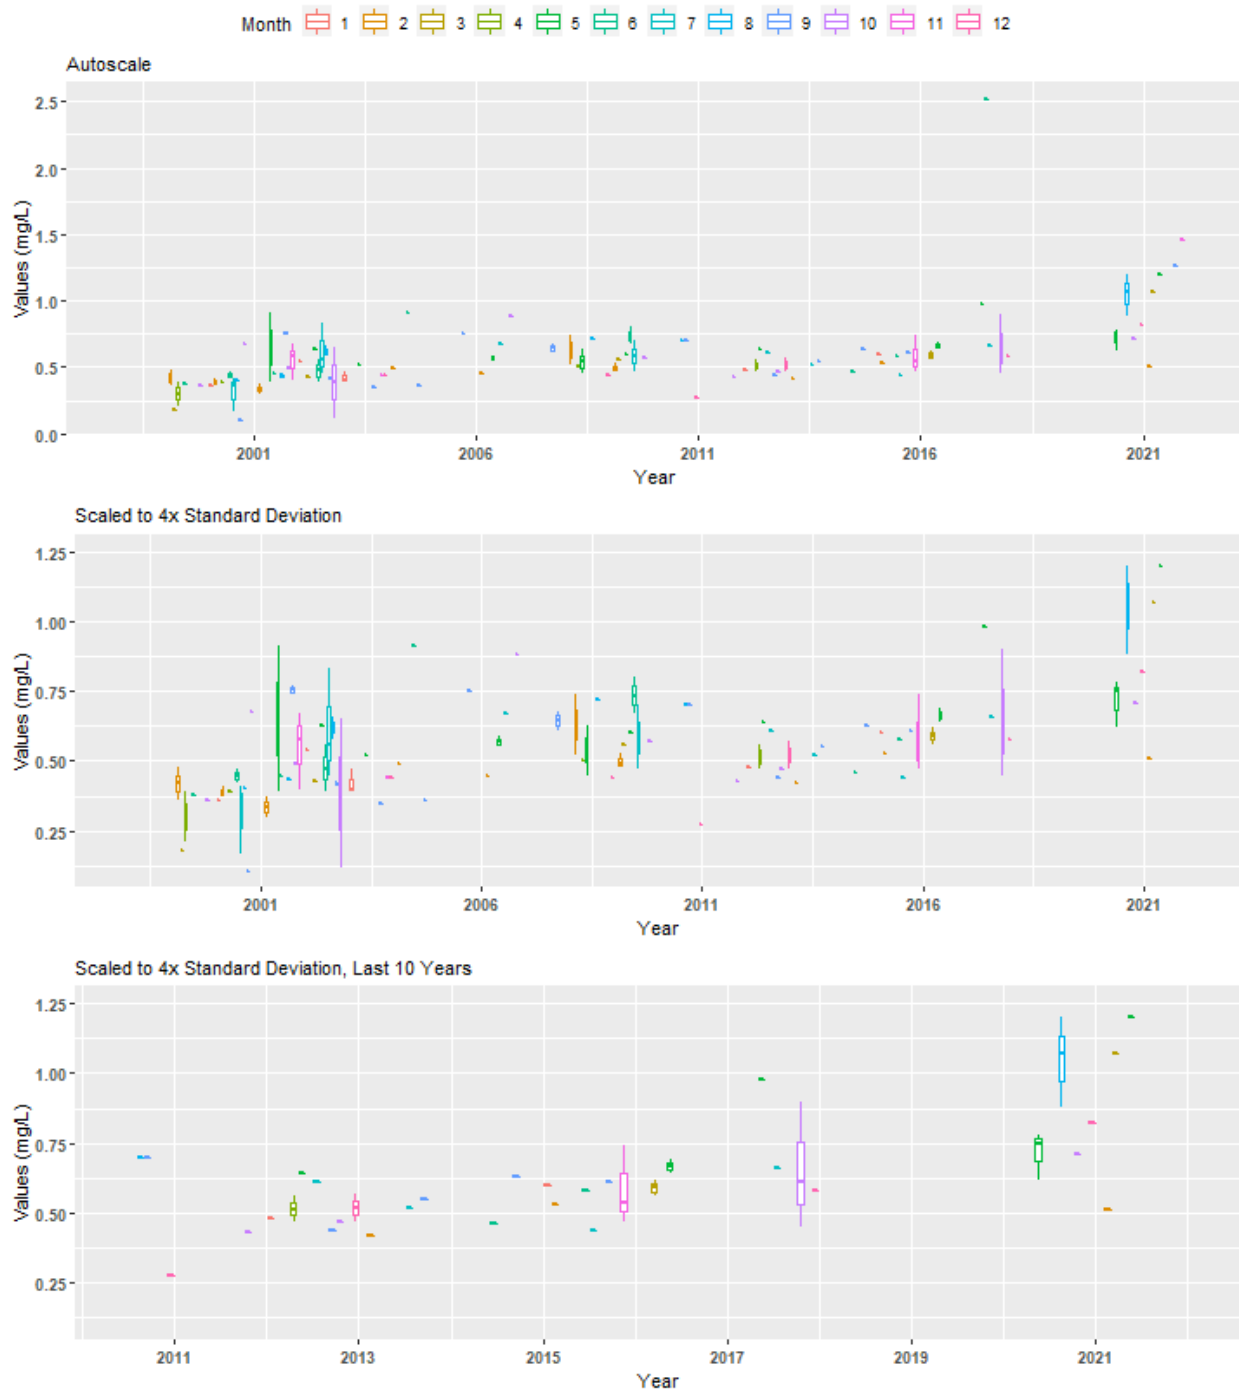 Month 1 2 3 4 5 6 7 8 9 10 11 12
Autoscale
2.5
2.0
1.5
1.0
0.5
0.0
Values (mg/L)
2001 2006 2011 2016 2021
Year
Scaled to 4x Standard Deviation
1.25
1.00
0.75
0.50
0.25
Values (mg/L)
2001 2006 2011 2016 2021
Year
Scaled to 4x Standard Deviation, Last 10 Years
1.25
1.00
0.75
0.50
0.25
Values (mg/L)
2011 2013 2015 2017 2019 2021
Year